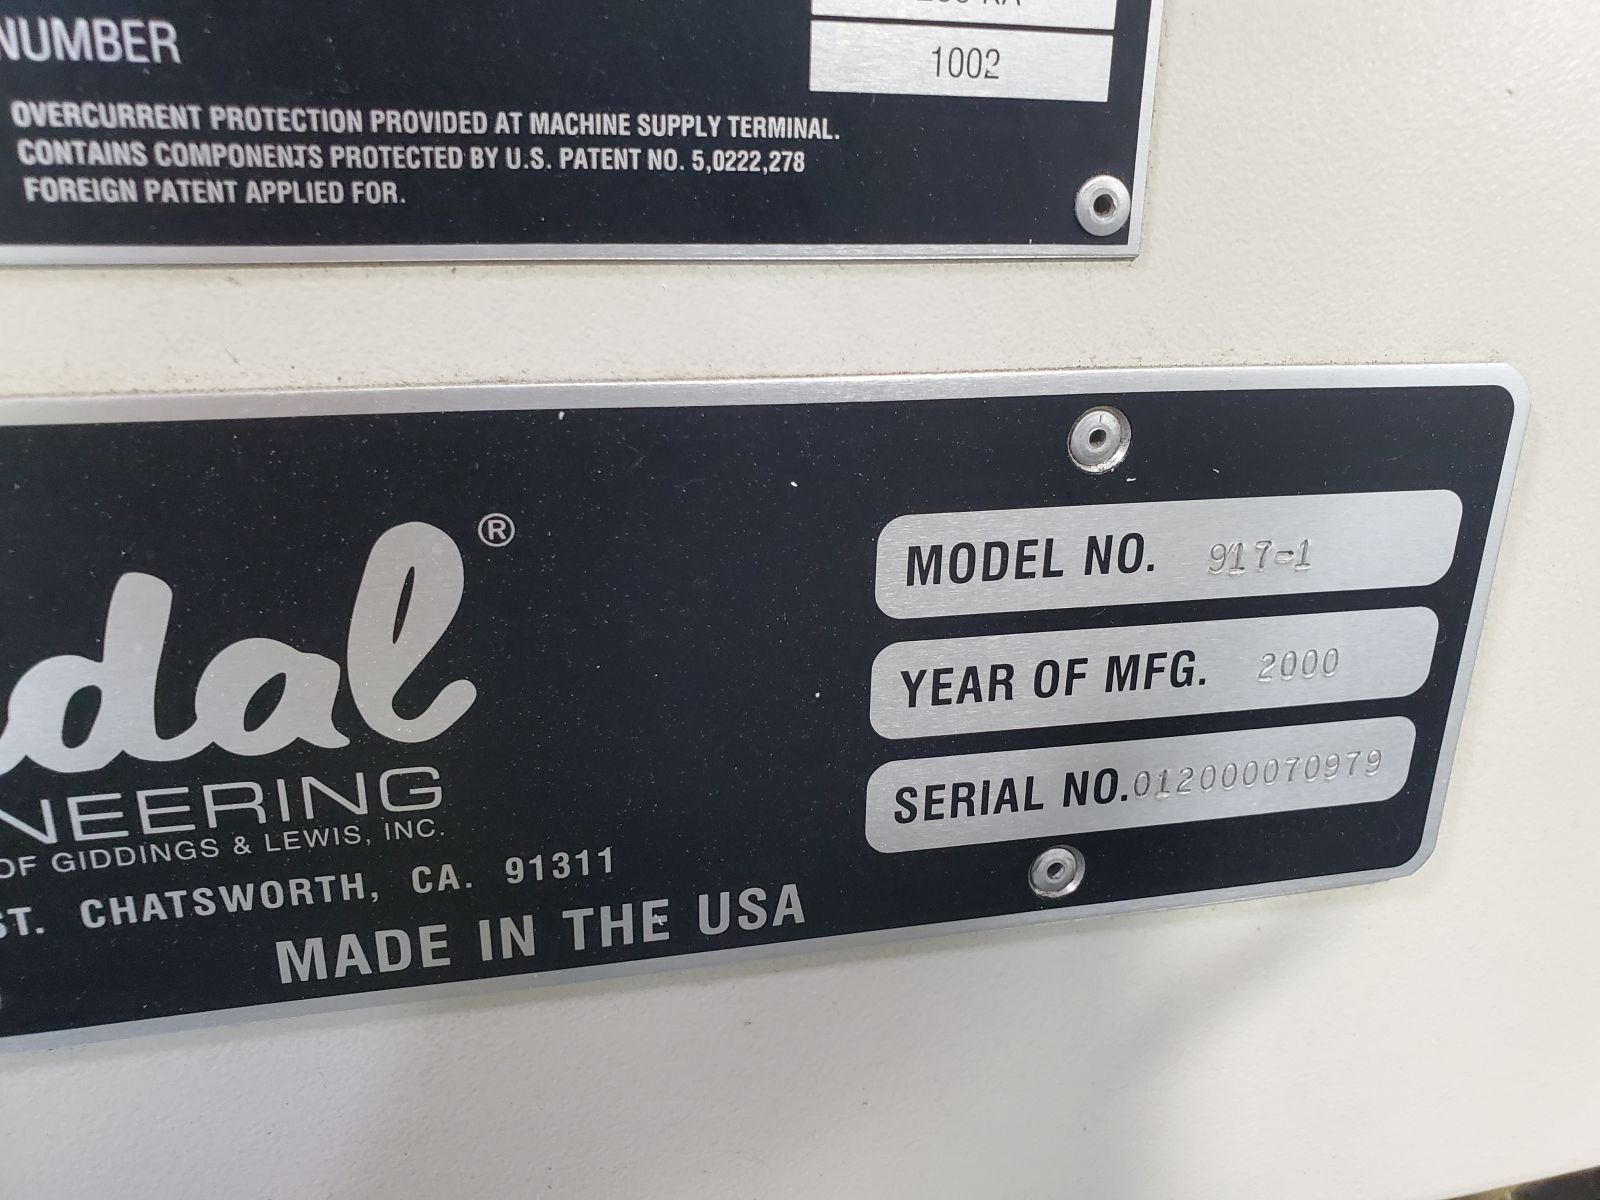 NUMBER
1002
OVERCURRENT PROTECTION PROVIDED AT MACHINE SUPPLY TERMINAL.
CONTAINS COMPONENTS PROTECTED BY U.S. PATENT NO. 5,0222,278
FOREIGN PATENT APPLIED FOR.
dal®
NEERING
OF GIDDINGS & LEWIS, INC.
ST. CHATSWORTH, CA. 91311
MADE IN THE USA
MODEL NO. 917-1
YEAR OF MFG. 2000
SERIAL NO. 012000070979